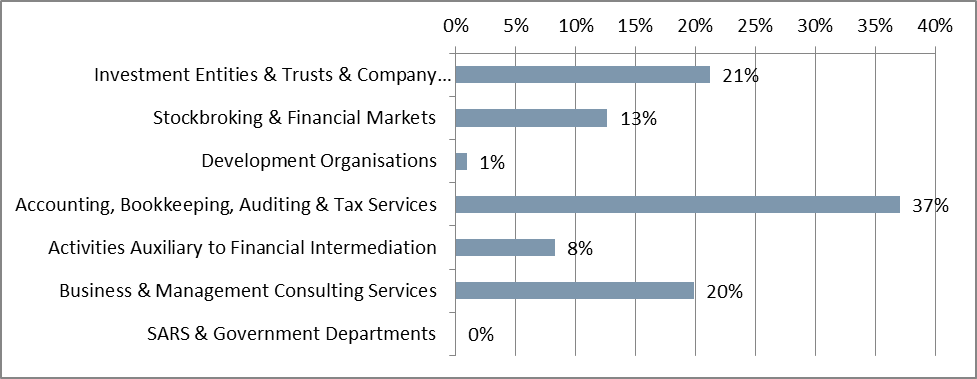 0% 5% 10% 15% 20% 25% 30% 35% 40%
Investment Entities & Trusts & Company... 21%
Stockbroking & Financial Markets 13%
Development Organisations 1%
Accounting, Bookkeeping, Auditing & Tax Services 37%
Activities Auxiliary to Financial Intermediation 8%
Business & Management Consulting Services 20%
SARS & Government Departments 0%